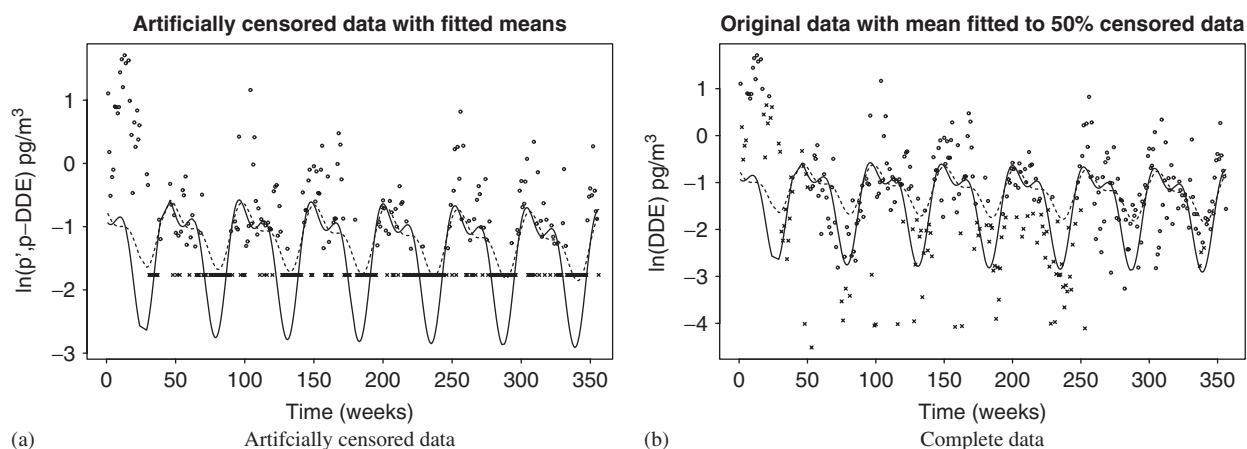 Artificially censored data with fitted means
ln(p',p−DDE) pg/m³
1
0
−1
−2
−3
0 50 100 150 200 250 300 350
Time (weeks)
(a) Artifcially censored data
Original data with mean fitted to 50% censored data
ln(DDE) pg/m³
1
0
−1
−2
−3
−4
0 50 100 150 200 250 300 350
Time (weeks)
(b) Complete data